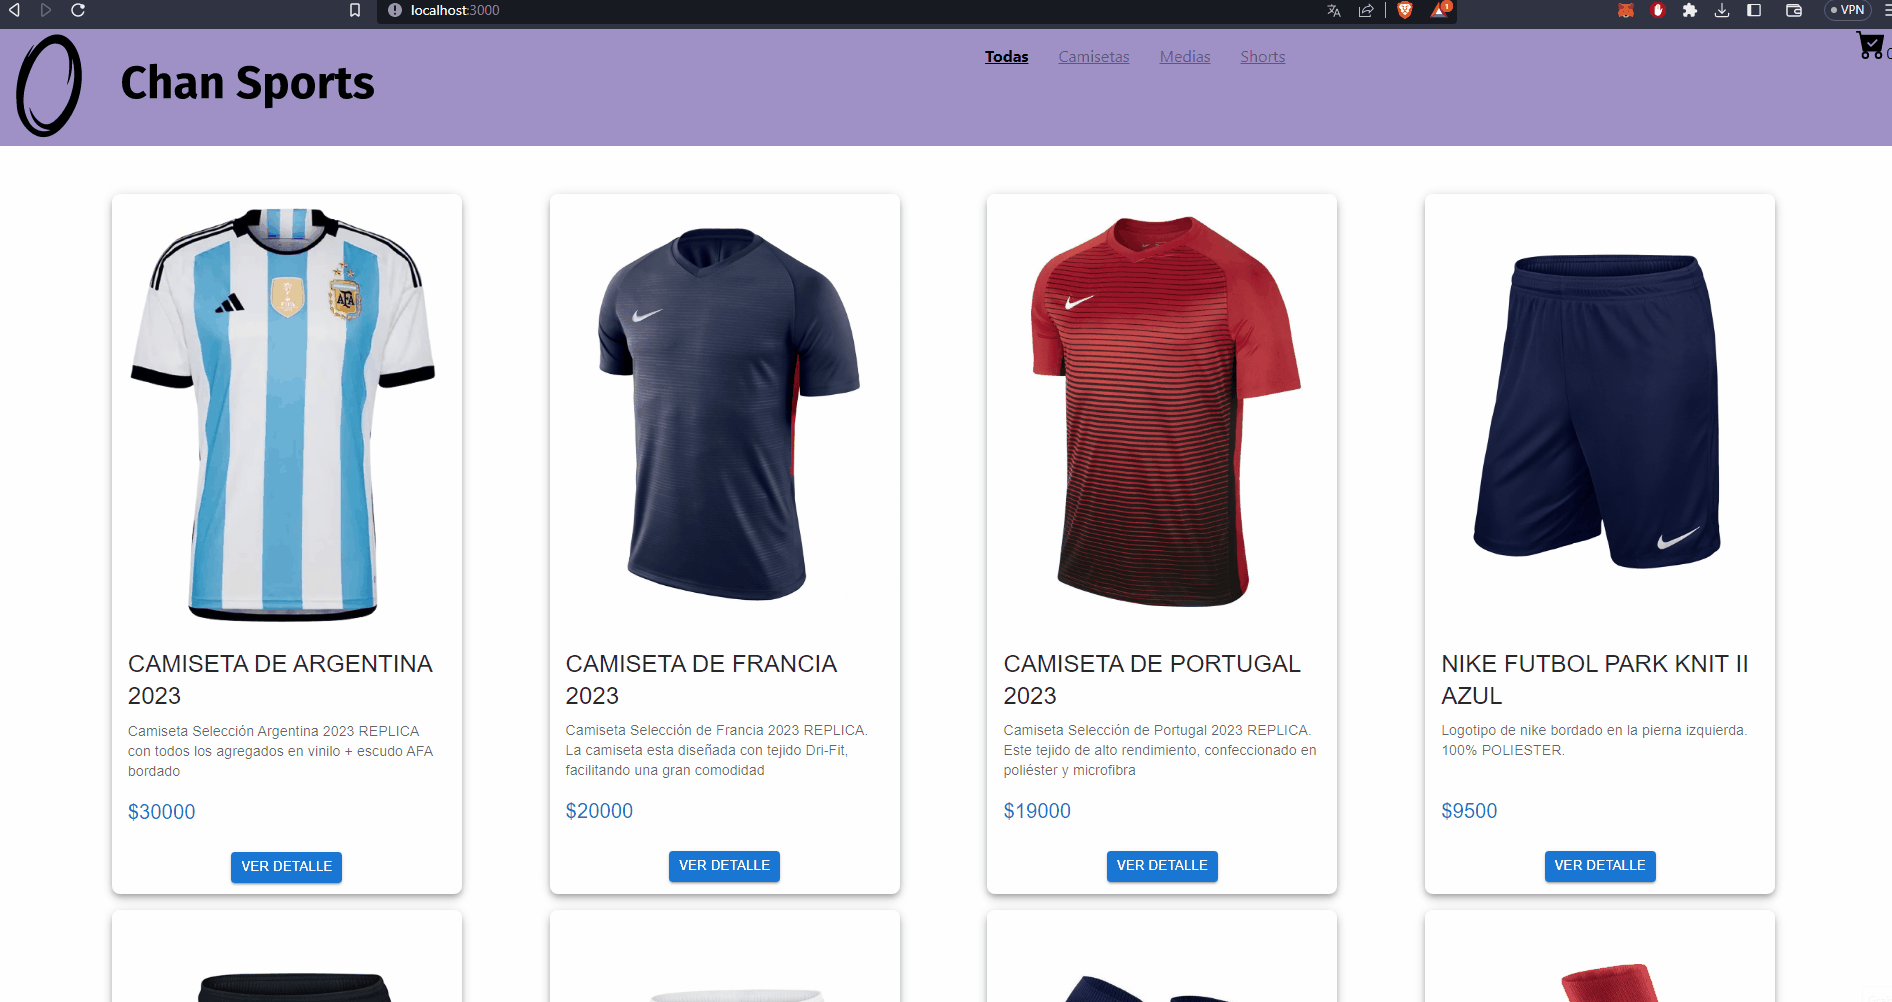 localhost:3000
1
VPN
Chan Sports
Todas Camisetas Medias Shorts
AFA
CAMISETA DE ARGENTINA
2023
Camiseta Selección Argentina 2023 REPLICA
con todos los agregados en vinilo + escudo AFA
bordado
$30000
VER DETALLE
CAMISETA DE FRANCIA
2023
Camiseta Selección de Francia 2023 REPLICA.
La camiseta esta diseñada con tejido Dri-Fit,
facilitando una gran comodidad
$20000
VER DETALLE
CAMISETA DE PORTUGAL
2023
Camiseta Selección de Portugal 2023 REPLICA.
Este tejido de alto rendimiento, confeccionado en
poliéster y microfibra
$19000
VER DETALLE
NIKE FUTBOL PARK KNIT II
AZUL
Logotipo de nike bordado en la pierna izquierda.
100% POLIESTER.
$9500
VER DETALLE